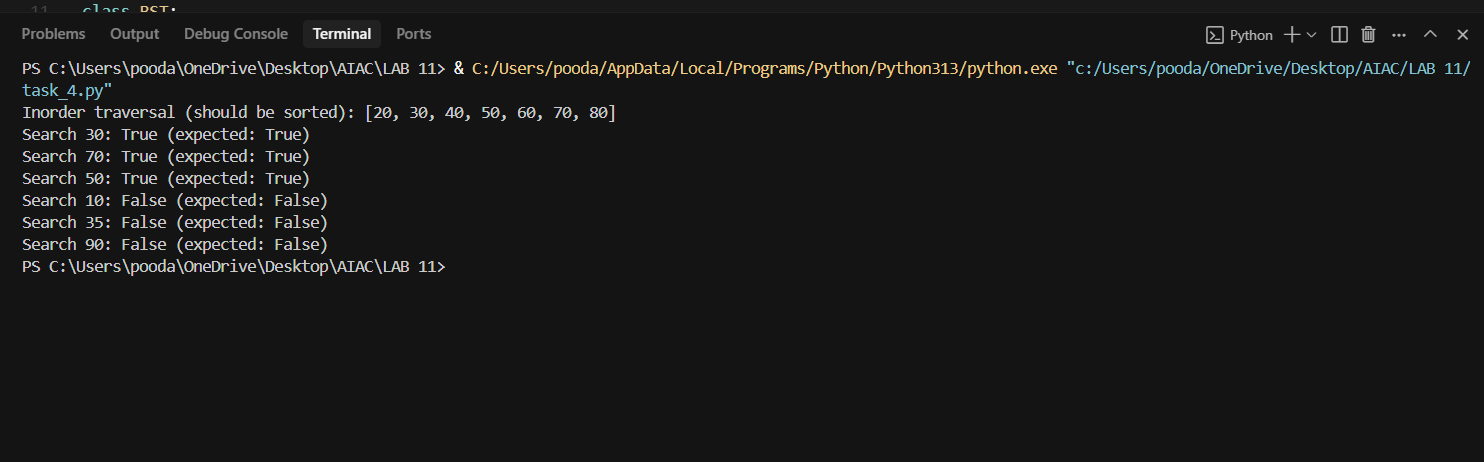 11 class BST:
Problems Output Debug Console Terminal Ports Python
PS C:\Users\pooda\OneDrive\Desktop\AIAC\LAB 11> & C:/Users/pooda/AppData/Local/Programs/Python/Python313/python.exe "c:/Users/pooda/OneDrive/Desktop/AIAC/LAB 11/
task_4.py"
Inorder traversal (should be sorted): [20, 30, 40, 50, 60, 70, 80]
Search 30: True (expected: True)
Search 70: True (expected: True)
Search 50: True (expected: True)
Search 10: False (expected: False)
Search 35: False (expected: False)
Search 90: False (expected: False)
PS C:\Users\pooda\OneDrive\Desktop\AIAC\LAB 11>